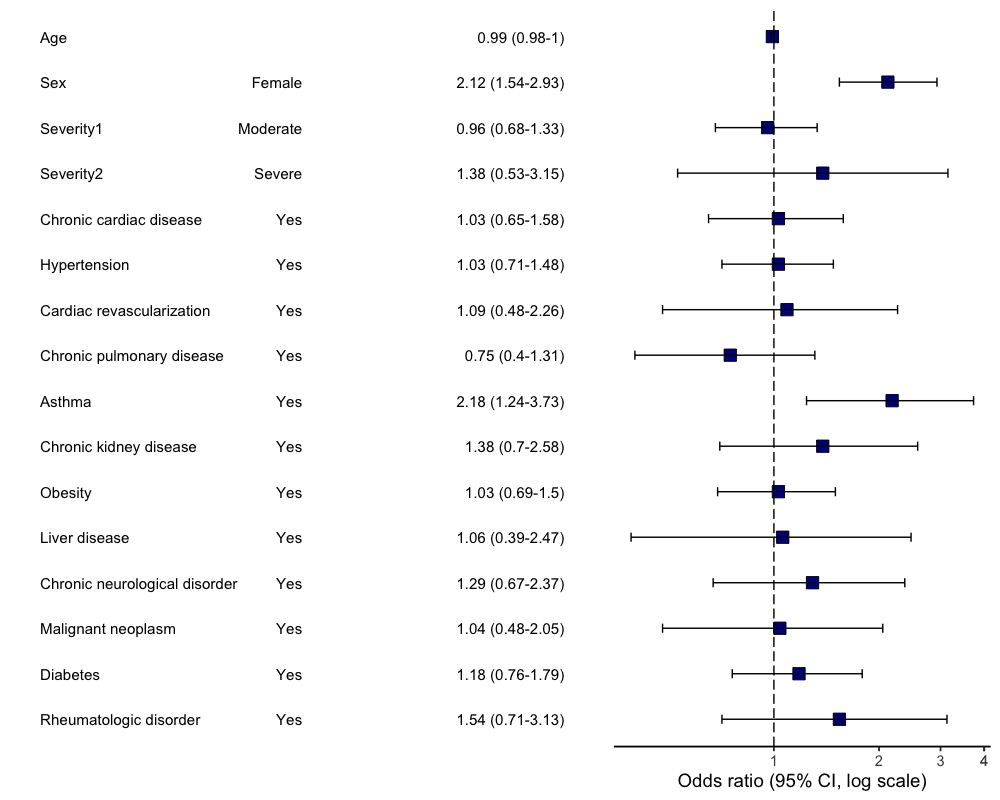 Age 0.99 (0.98-1)
Sex Female 2.12 (1.54-2.93)
Severity1 Moderate 0.96 (0.68-1.33)
Severity2 Severe 1.38 (0.53-3.15)
Chronic cardiac disease Yes 1.03 (0.65-1.58)
Hypertension Yes 1.03 (0.71-1.48)
Cardiac revascularization Yes 1.09 (0.48-2.26)
Chronic pulmonary disease Yes 0.75 (0.4-1.31)
Asthma Yes 2.18 (1.24-3.73)
Chronic kidney disease Yes 1.38 (0.7-2.58)
Obesity Yes 1.03 (0.69-1.5)
Liver disease Yes 1.06 (0.39-2.47)
Chronic neurological disorder Yes 1.29 (0.67-2.37)
Malignant neoplasm Yes 1.04 (0.48-2.05)
Diabetes Yes 1.18 (0.76-1.79)
Rheumatologic disorder Yes 1.54 (0.71-3.13)
1 2 3 4
Odds ratio (95% CI, log scale)